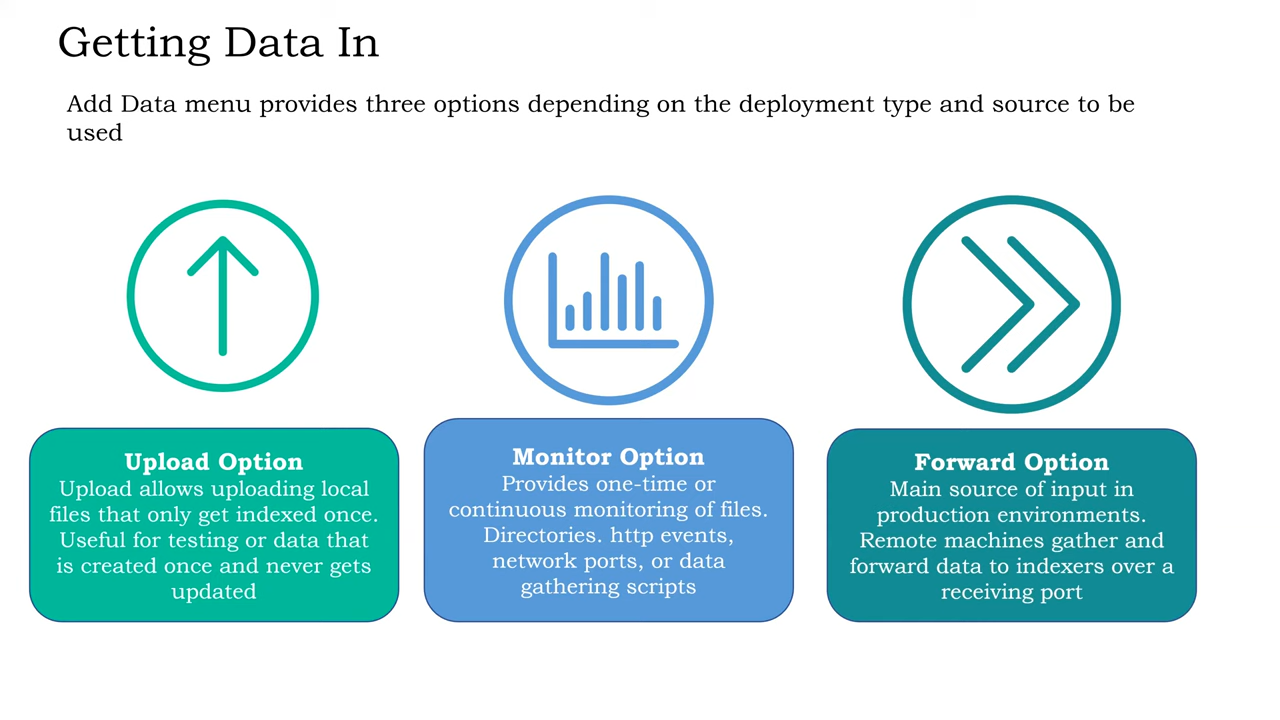 Getting Data In
Add Data menu provides three options depending on the deployment type and source to be
used
Upload Option
Upload allows uploading local
files that only get indexed once.
Useful for testing or data that
is created once and never gets
updated
Monitor Option
Provides one-time or
continuous monitoring of files.
Directories. http events,
network ports, or data
gathering scripts
Forward Option
Main source of input in
production environments.
Remote machines gather and
forward data to indexers over a
receiving port